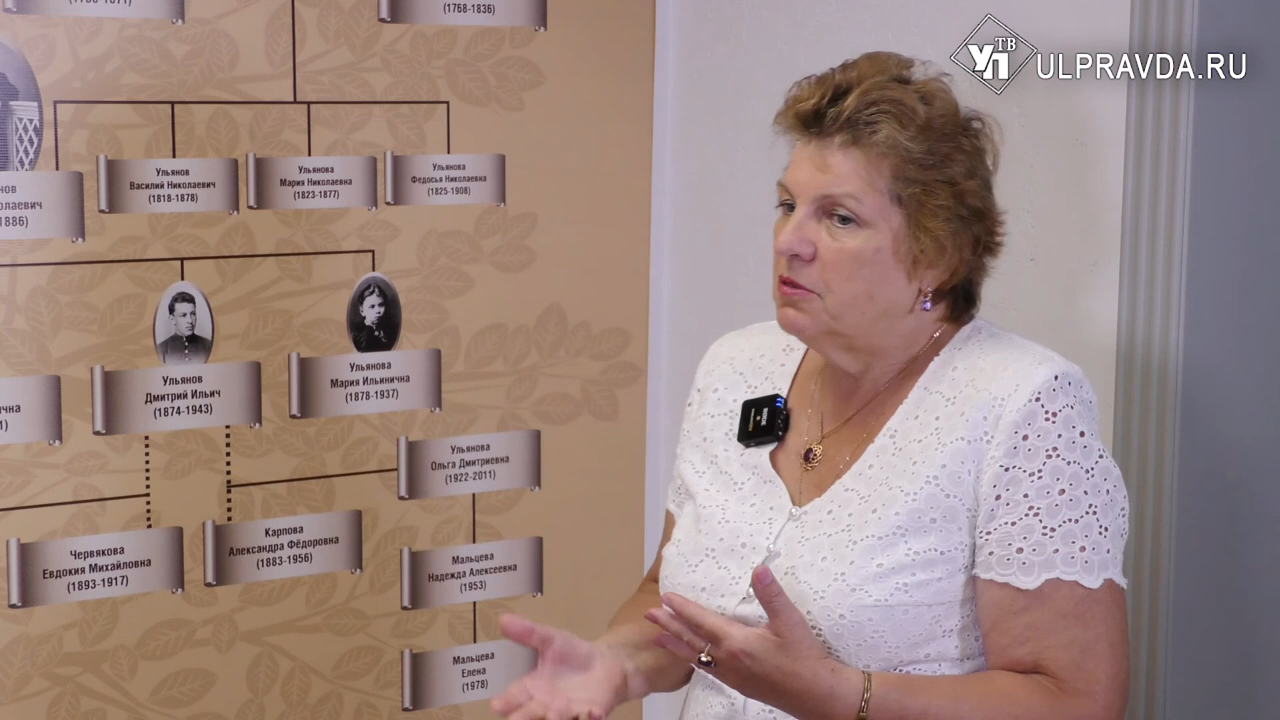 (1768-1836)
УП ТВ ULPRAVDA.RU
Ульянов
Василий Николаевич
(1818-1878)
Ульянова
Мария Николаевна
(1823-1877)
Ульянова
Федосья Николаевна
(1825-1908)
Ульянов
Дмитрий Ильич
(1874-1943)
Ульянова
Мария Ильинична
(1878-1937)
Ульянова
Ольга Дмитриевна
(1922-2011)
Червякова
Евдокия Михайловна
(1893-1917)
Карпова
Александра Фёдоровна
(1883-1956)
Мальцева
Надежда Алексеевна
(1953)
Мальцева
Елена
(1978)